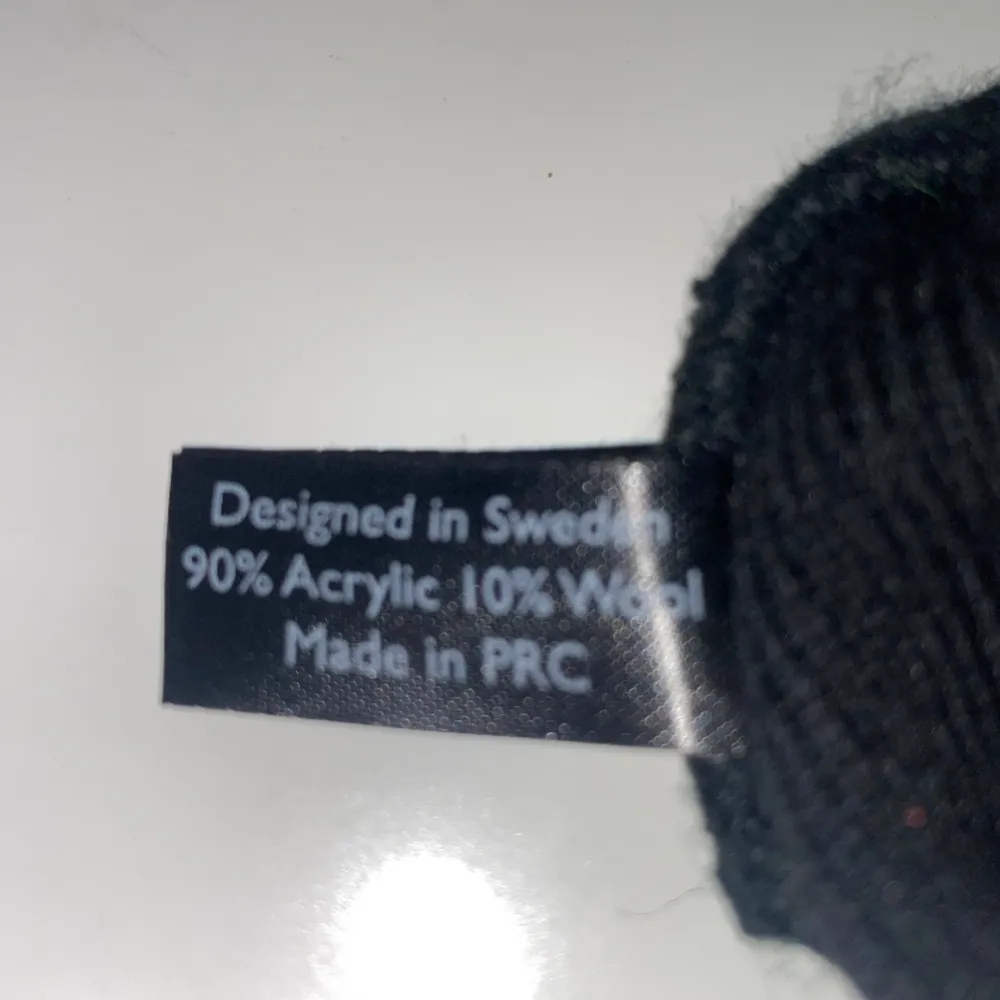 Designed in Sweden
90% Acrylic 10% Wool
Made in PRC